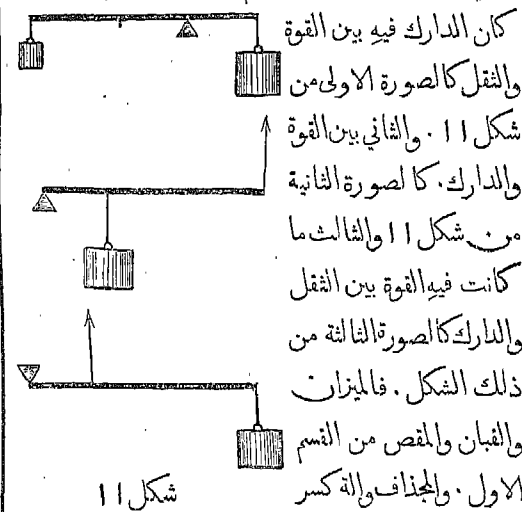 كان الدارك فيهِ بين القوة
والثقل كالصورة الاولى من
شكل ١١ . والثاني بين القوة
والدارك. كالصورة الثانية
من شكل ١١ والثالث ما
كانت فيهِ القوة بين الثقل
والدارك كالصورة الثالثة من
ذلك الشكل . فالميزان
والقبان والمقص من القسم
الاول . والمجذاف والة كسر
شكل ١١